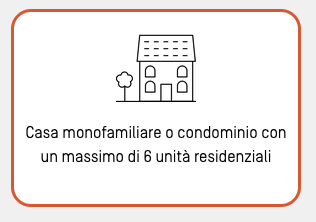 Casa monofamiliare o condominio con
un massimo di 6 unità residenziali